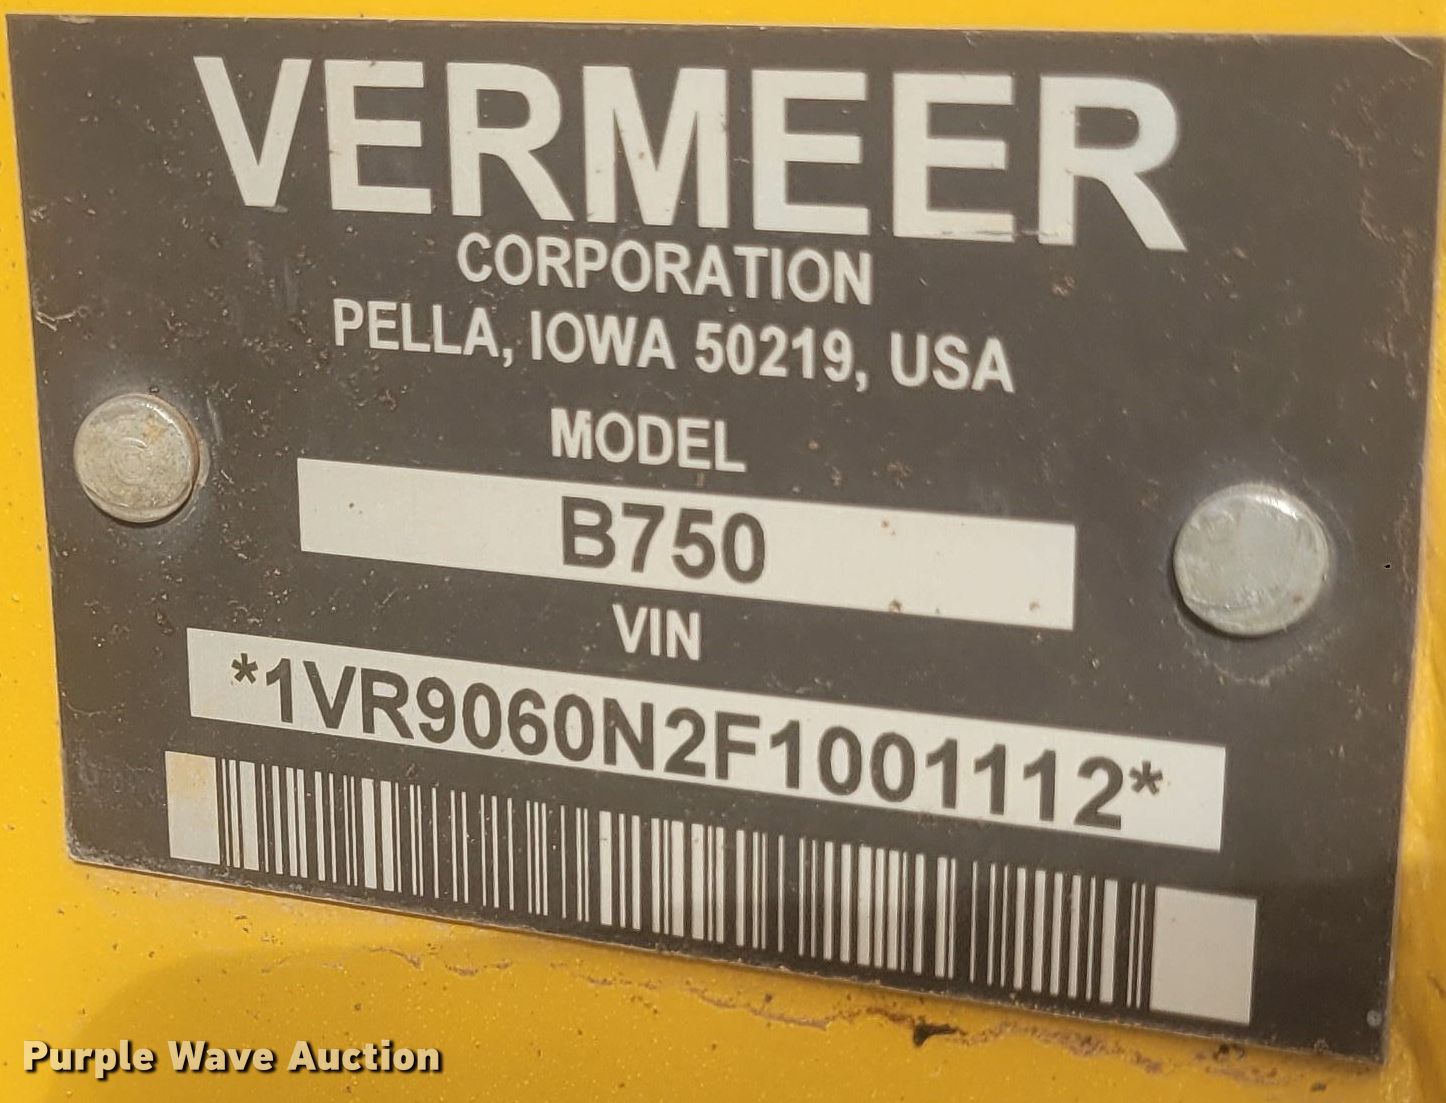 VERMEER
CORPORATION
PELLA, IOWA 50219, USA
MODEL
B750
VIN
*1VR9060N2F1001112*
Purple Wave Auction